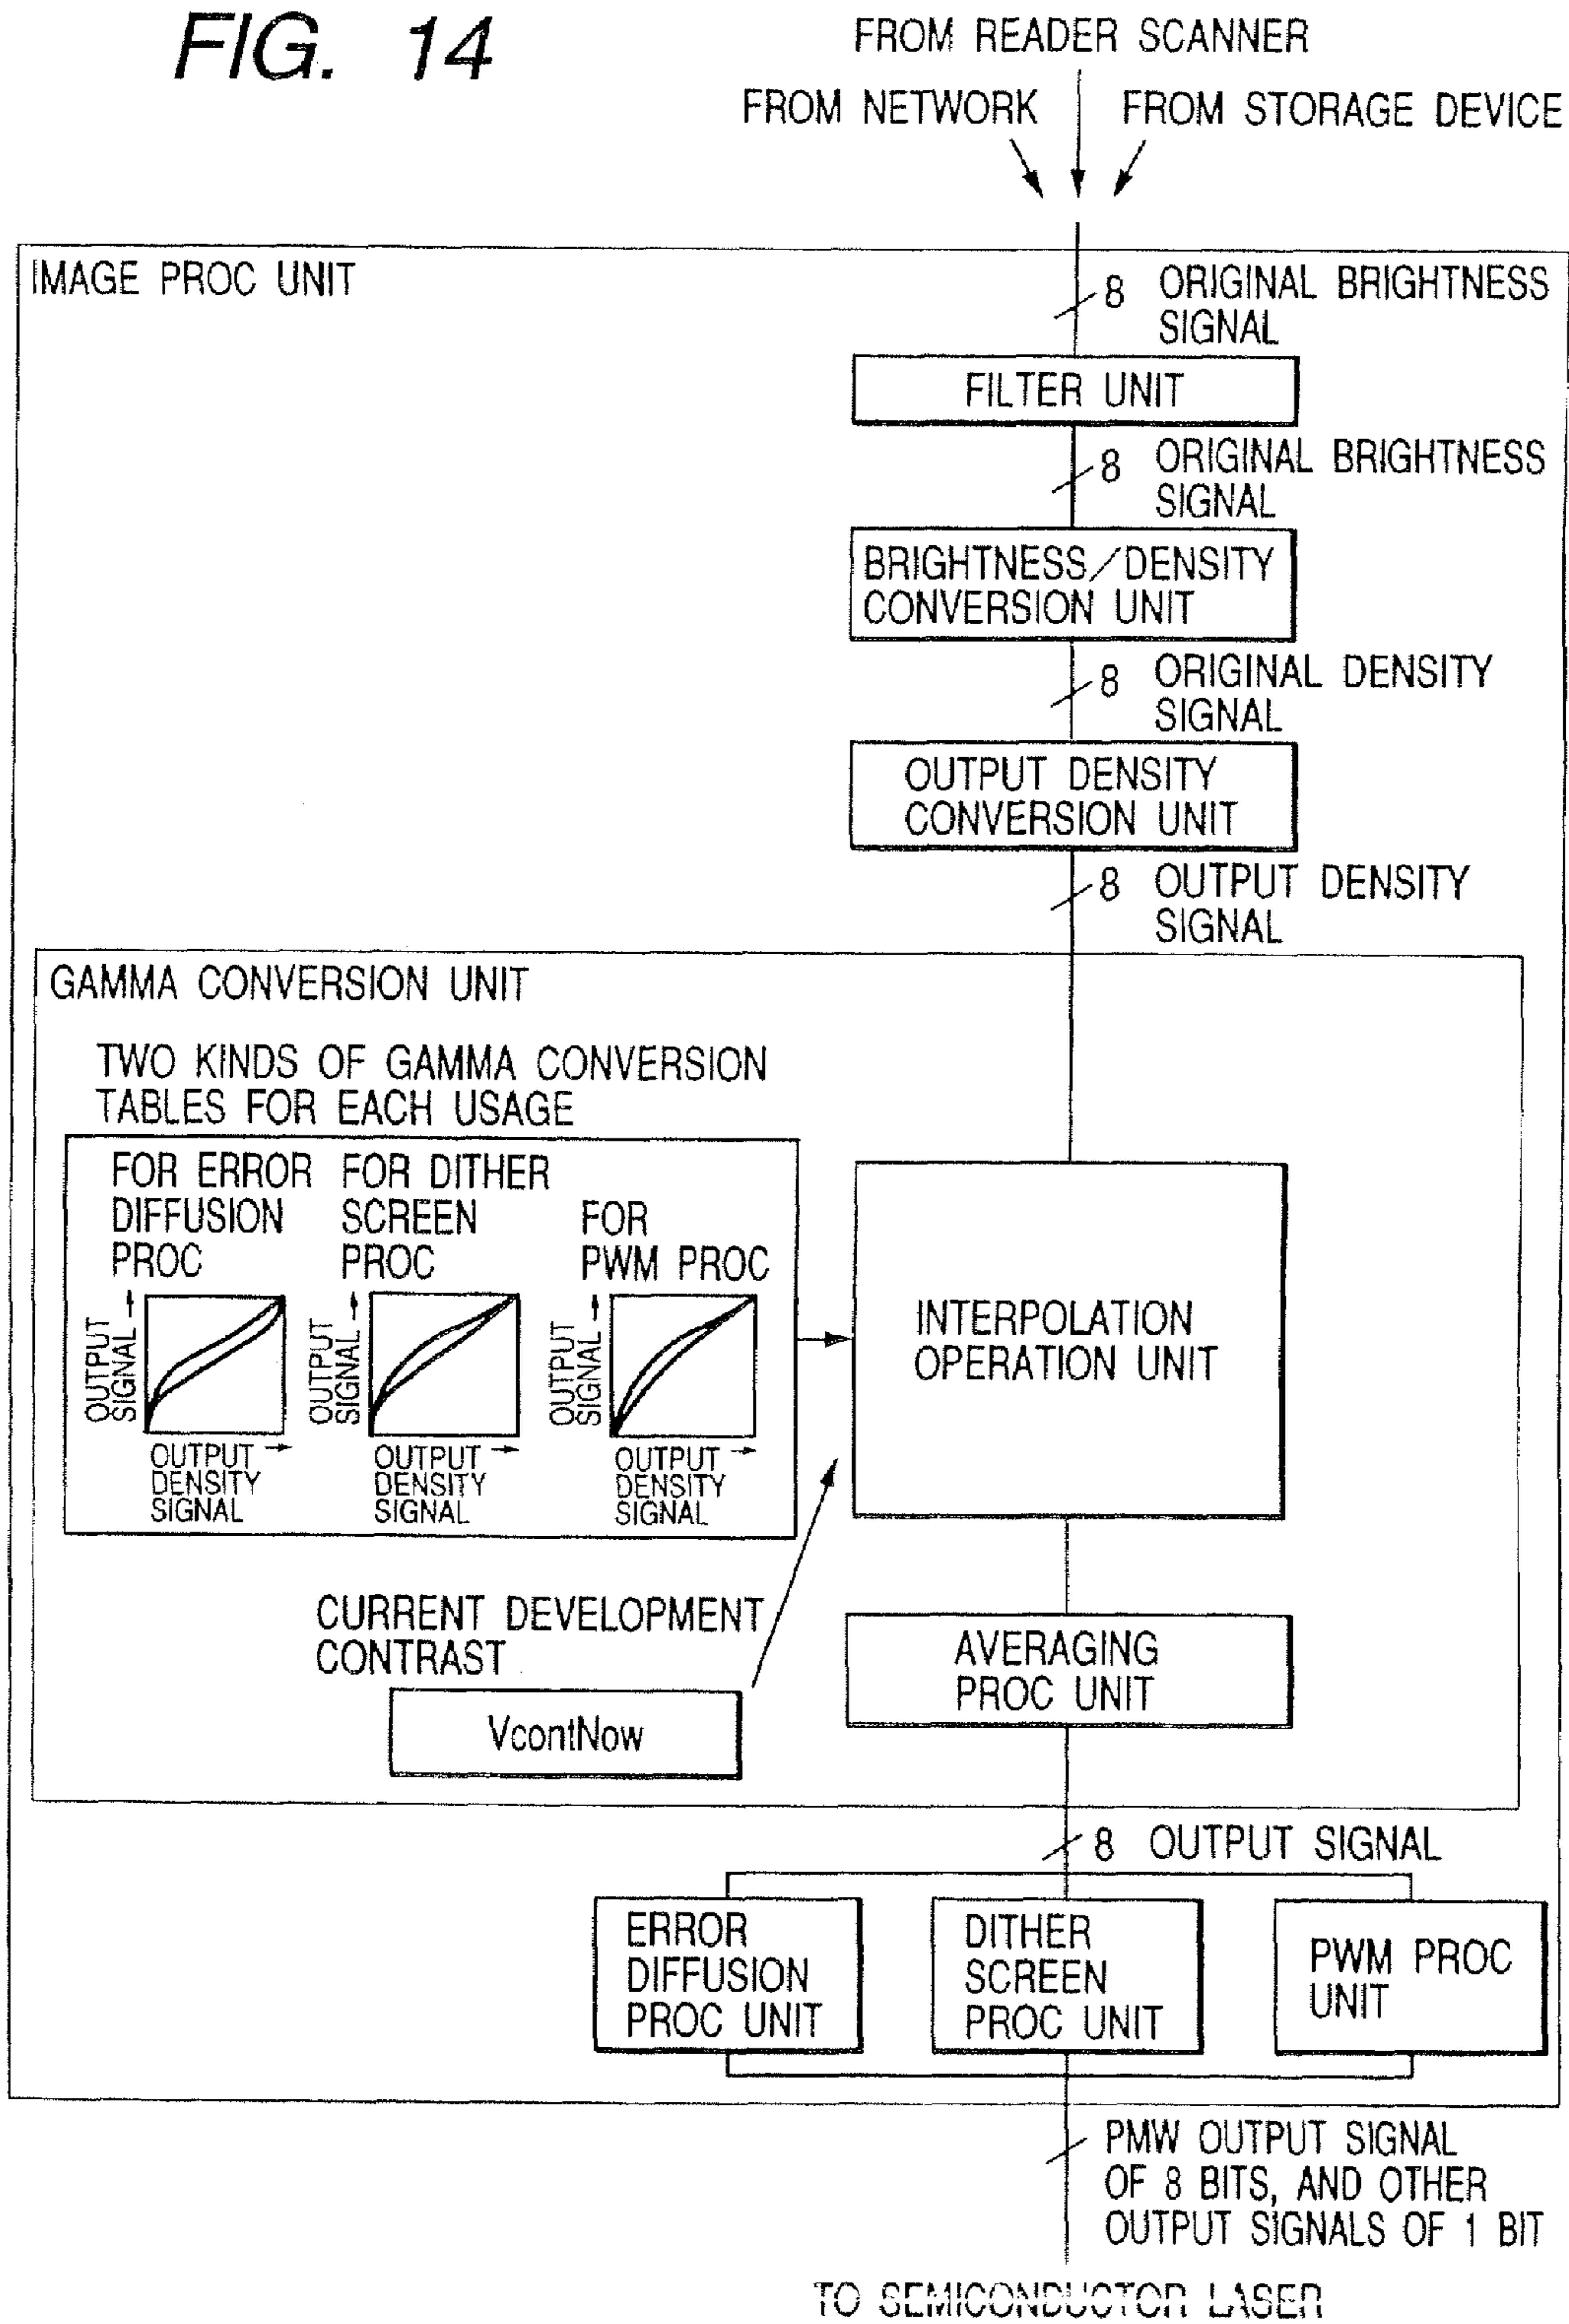 FIG. 14
FROM READER SCANNER
FROM NETWORK
FROM STORAGE DEVICE
IMAGE PROC UNIT
8 ORIGINAL BRIGHTNESS
SIGNAL
FILTER UNIT
8 ORIGINAL BRIGHTNESS
SIGNAL
BRIGHTNESS/DENSITY
CONVERSION UNIT
8 ORIGINAL DENSITY
SIGNAL
OUTPUT DENSITY
CONVERSION UNIT
8 OUTPUT DENSITY
SIGNAL
GAMMA CONVERSION UNIT
TWO KINDS OF GAMMA CONVERSION
TABLES FOR EACH USAGE
FOR ERROR
DIFFUSION
PROC
OUTPUT
SIGNAL
OUTPUT
DENSITY
SIGNAL
FOR DITHER
SCREEN
PROC
OUTPUT
SIGNAL
OUTPUT
DENSITY
SIGNAL
FOR
PWM PROC
OUTPUT
SIGNAL
OUTPUT
DENSITY
SIGNAL
INTERPOLATION
OPERATION UNIT
CURRENT DEVELOPMENT
CONTRAST
VcontNow
AVERAGING
PROC UNIT
8 OUTPUT SIGNAL
ERROR
DIFFUSION
PROC UNIT
DITHER
SCREEN
PROC UNIT
PWM PROC
UNIT
PMW OUTPUT SIGNAL
OF 8 BITS, AND OTHER
OUTPUT SIGNALS OF 1 BIT
TO SEMICONDUCTOR LASER